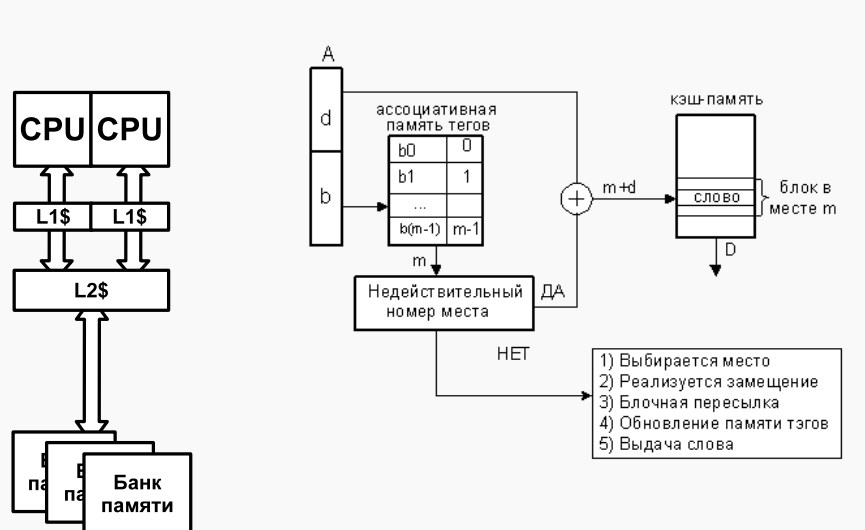 CPU CPU
L1$ L1$
L2$
Банк
памяти
A
d
b
ассоциативная
память тегов
b0 0
b1 1
...
b(m-1) m-1
m
Недействительный
номер места
ДА
НЕТ
+
m+d
кэш-память
слово
блок в
месте m
D
1) Выбирается место
2) Реализуется замещение
3) Блочная пересылка
4) Обновление памяти тэгов
5) Выдача слова